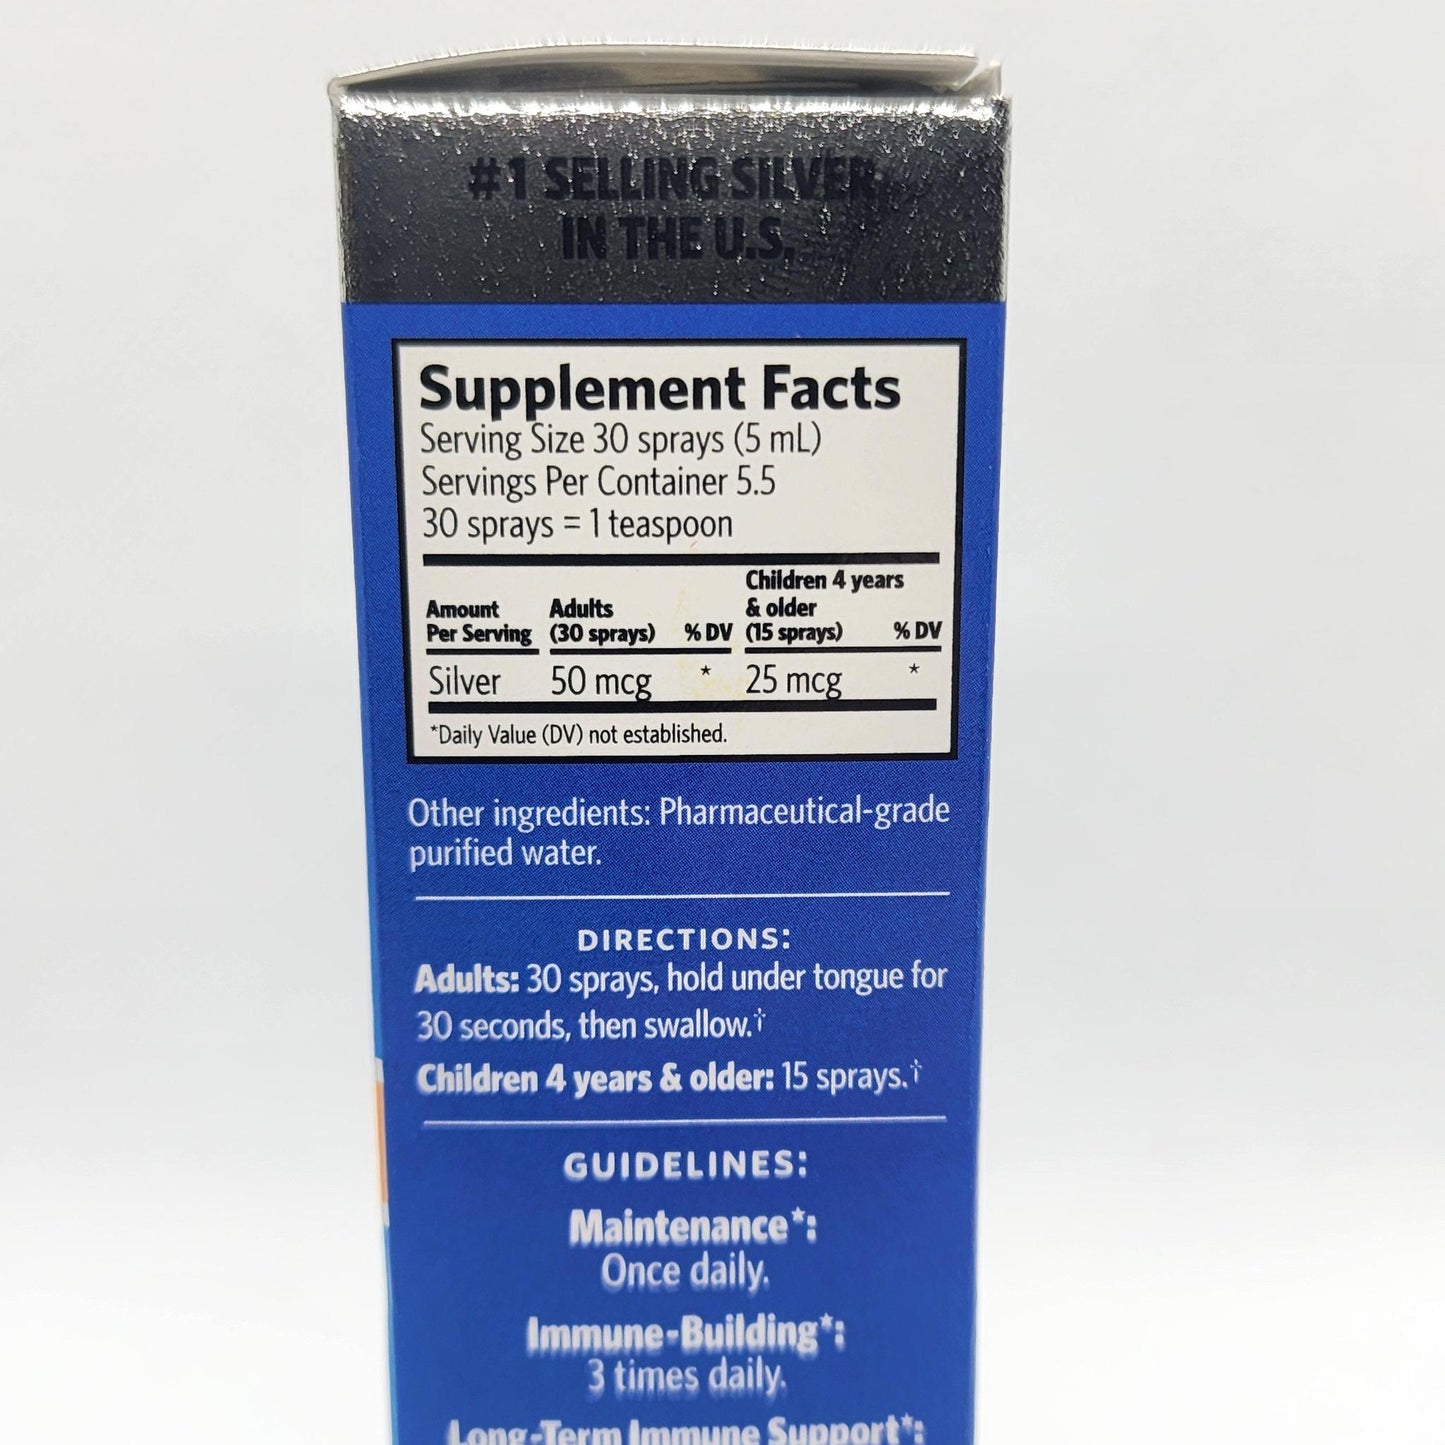 #1 SELLING SILVER
IN THE U.S.
Supplement Facts
Serving Size 30 sprays (5 mL)
Servings Per Container 5.5
30 sprays = 1 teaspoon
Amount Per Serving
Adults (30 sprays)
% DV
Children 4 years & older (15 sprays)
% DV
Silver 50 mcg * 25 mcg *
*Daily Value (DV) not established.
Other ingredients: Pharmaceutical-grade
purified water.
DIRECTIONS:
Adults: 30 sprays, hold under tongue for
30 seconds, then swallow.†
Children 4 years & older: 15 sprays.†
GUIDELINES:
Maintenance*:
Once daily.
Immune-Building*:
3 times daily.
Long-Term Immune Support*: